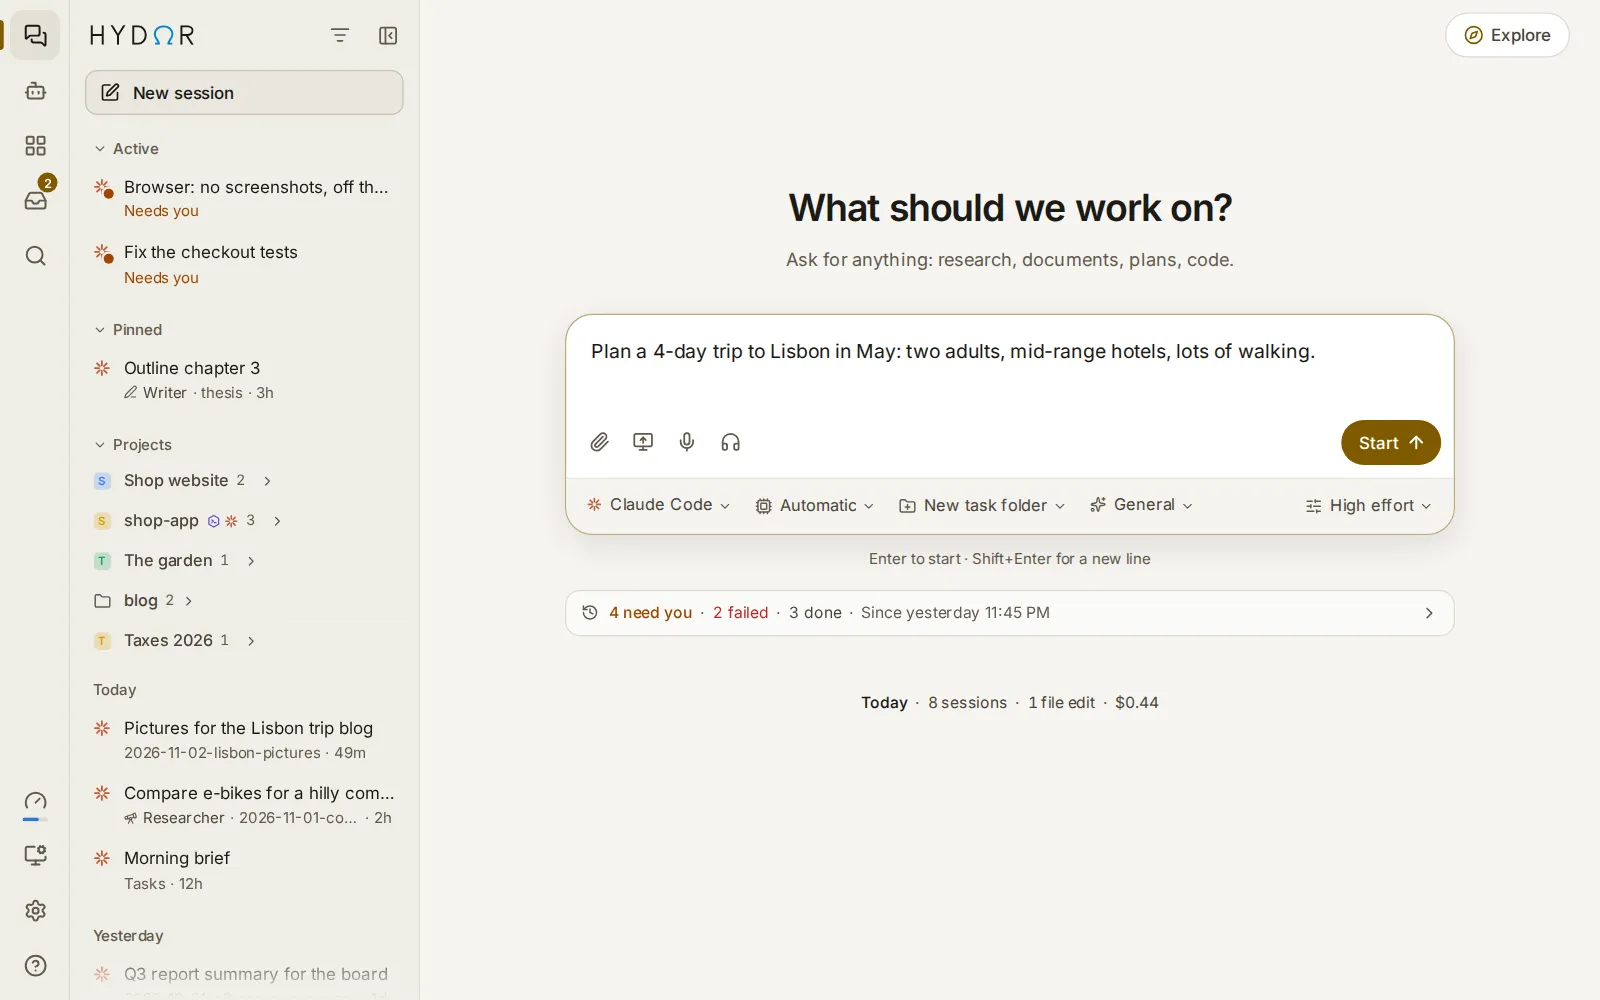 HYDΩR
Explore
New session
Active
Browser: no screenshots, off th...
Needs you
Fix the checkout tests
Needs you
Pinned
Outline chapter 3
Writer · thesis · 3h
Projects
S Shop website 2
S shop-app 3
T The garden 1
blog 2
T Taxes 2026 1
Today
Pictures for the Lisbon trip blog
2026-11-02-lisbon-pictures · 49m
Compare e-bikes for a hilly com...
Researcher · 2026-11-01-co... · 2h
Morning brief
Tasks · 12h
Yesterday
Q3 report summary for the board
2
What should we work on?
Ask for anything: research, documents, plans, code.
Plan a 4-day trip to Lisbon in May: two adults, mid-range hotels, lots of walking.
Start
Claude Code Automatic New task folder General High effort
Enter to start · Shift+Enter for a new line
4 need you · 2 failed · 3 done · Since yesterday 11:45 PM
Today · 8 sessions · 1 file edit · $0.44